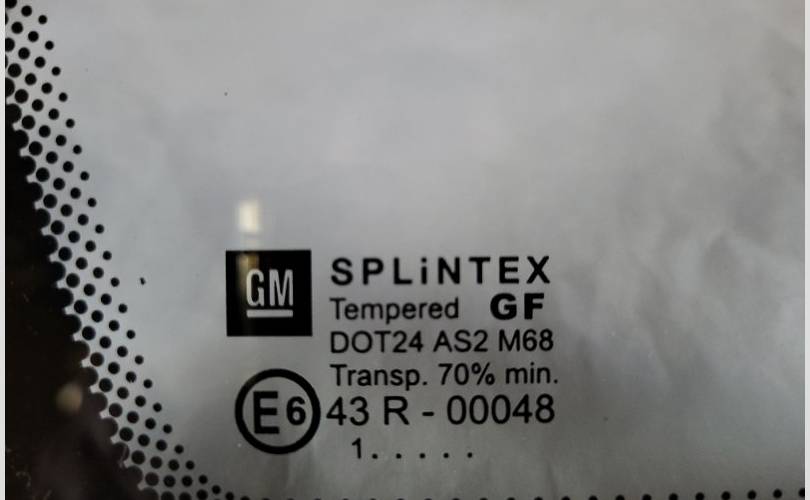 GM
SPLiNTEX
Tempered GF
DOT24 AS2 M68
Transp. 70% min.
E6 43 R - 00048
1.....